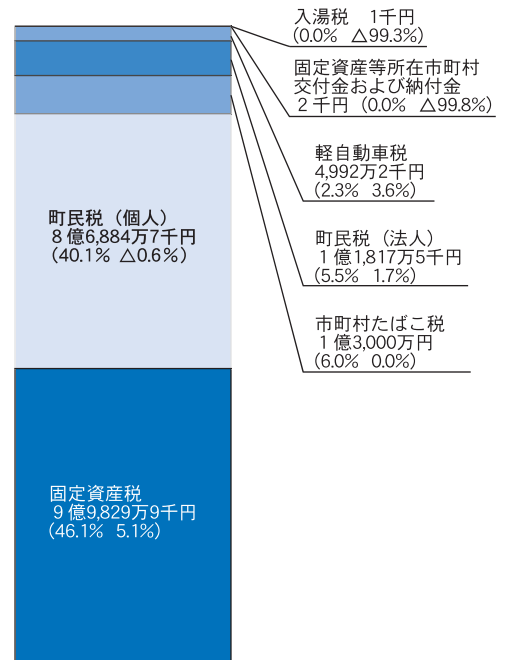 入湯税 1千円
(0.0% △99.3%)
固定資産等所在市町村
交付金および納付金
2千円 (0.0% △99.8%)
軽自動車税
4,992万2千円
(2.3% 3.6%)
町民税(法人)
1億1,817万5千円
(5.5% 1.7%)
市町村たばこ税
1億3,000万円
(6.0% 0.0%)
町民税(個人)
8億6,884万7千円
(40.1% △0.6%)
固定資産税
9億9,829万9千円
(46.1% 5.1%)